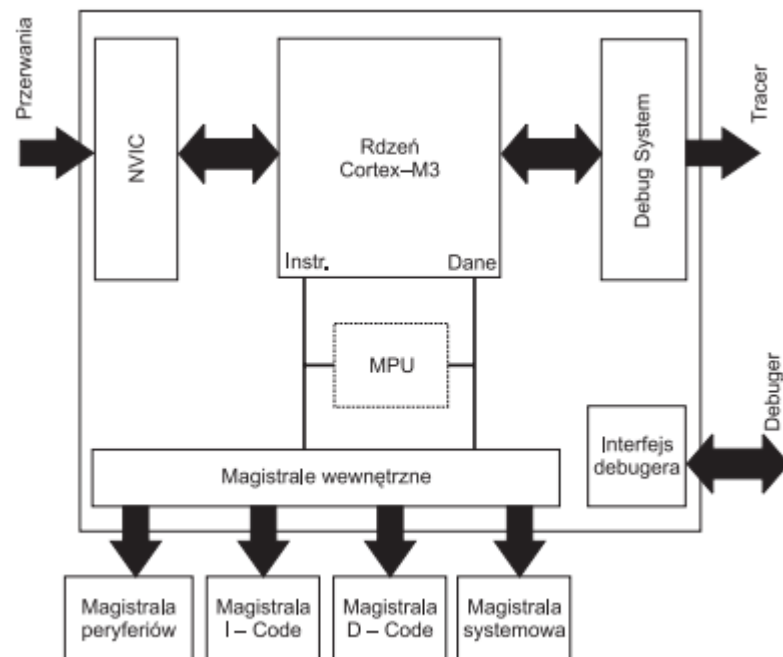 Przerwania
NVIC
Rdzeń
Cortex–M3
Instr.
Dane
Debug System
Tracer
MPU
Magistrale wewnętrzne
Interfejs
debugera
Debuger
Magistrala
peryferiów
Magistrala
I – Code
Magistrala
D – Code
Magistrala
systemowa